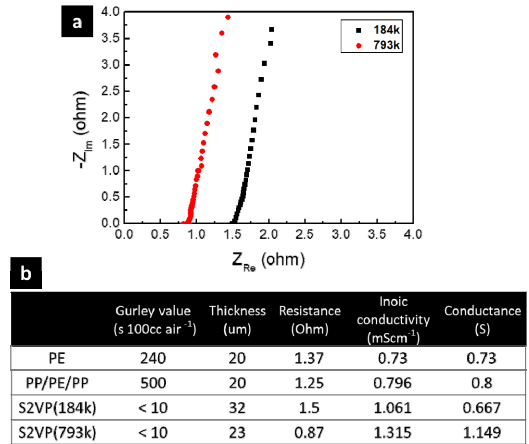 a
184k
793k
4.0
3.5
3.0
2.5
2.0
1.5
1.0
0.5
0.0
-Z_Im (ohm)
0.0 0.5 1.0 1.5 2.0 2.5 3.0 3.5 4.0
Z_Re (ohm)
b
Gurley value (s 100cc air ⁻¹) Thickness (um) Resistance (Ohm) Inoic conductivity (mScm⁻¹) Conductance (S)
PE 240 20 1.37 0.73 0.73
PP/PE/PP 500 20 1.25 0.796 0.8
S2VP(184k) < 10 32 1.5 1.061 0.667
S2VP(793k) < 10 23 0.87 1.315 1.149